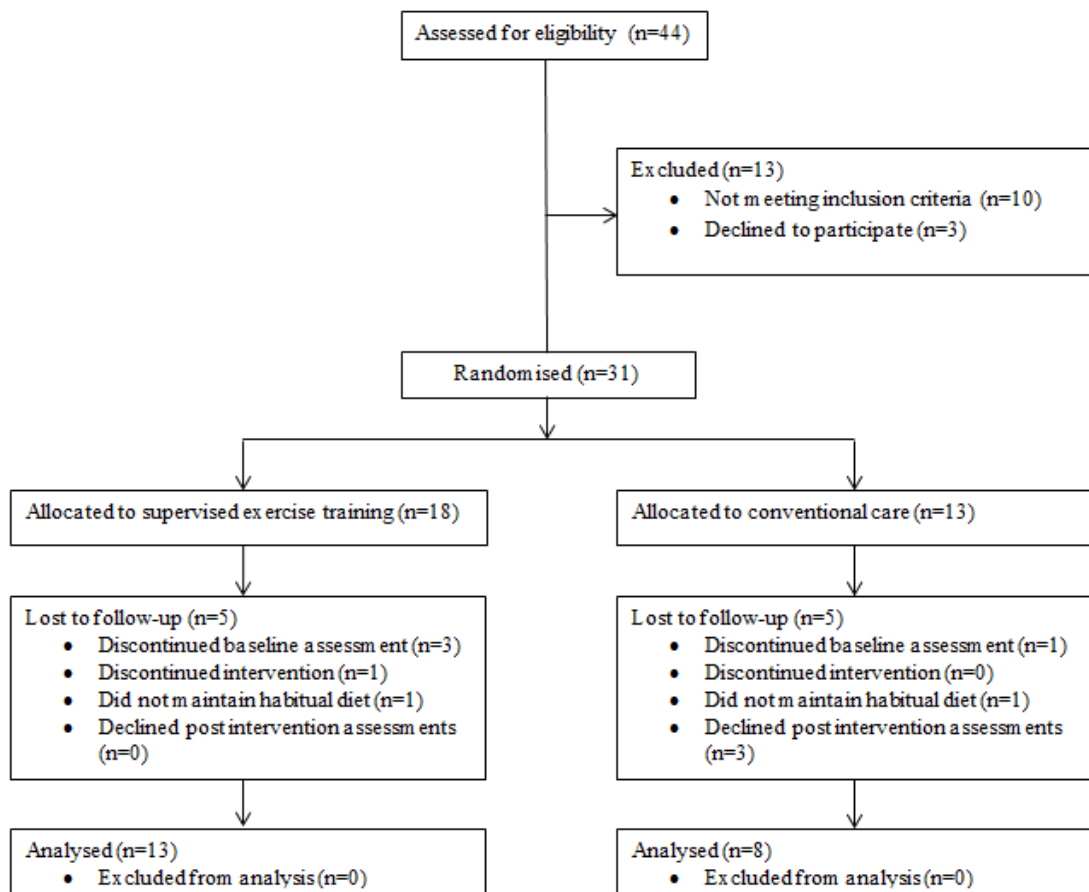 Assessed for eligibility (n=44)
Excluded (n=13)
• Not meeting inclusion criteria (n=10)
• Declined to participate (n=3)
Randomised (n=31)
Allocated to supervised exercise training (n=18)
Allocated to conventional care (n=13)
Lost to follow-up (n=5)
• Discontinued baseline assessment (n=3)
• Discontinued intervention (n=1)
• Did not maintain habitual diet (n=1)
• Declined post intervention assessments
(n=0)
Lost to follow-up (n=5)
• Discontinued baseline assessment (n=1)
• Discontinued intervention (n=0)
• Did not maintain habitual diet (n=1)
• Declined post intervention assessments
(n=3)
Analysed (n=13)
• Excluded from analysis (n=0)
Analysed (n=8)
• Excluded from analysis (n=0)